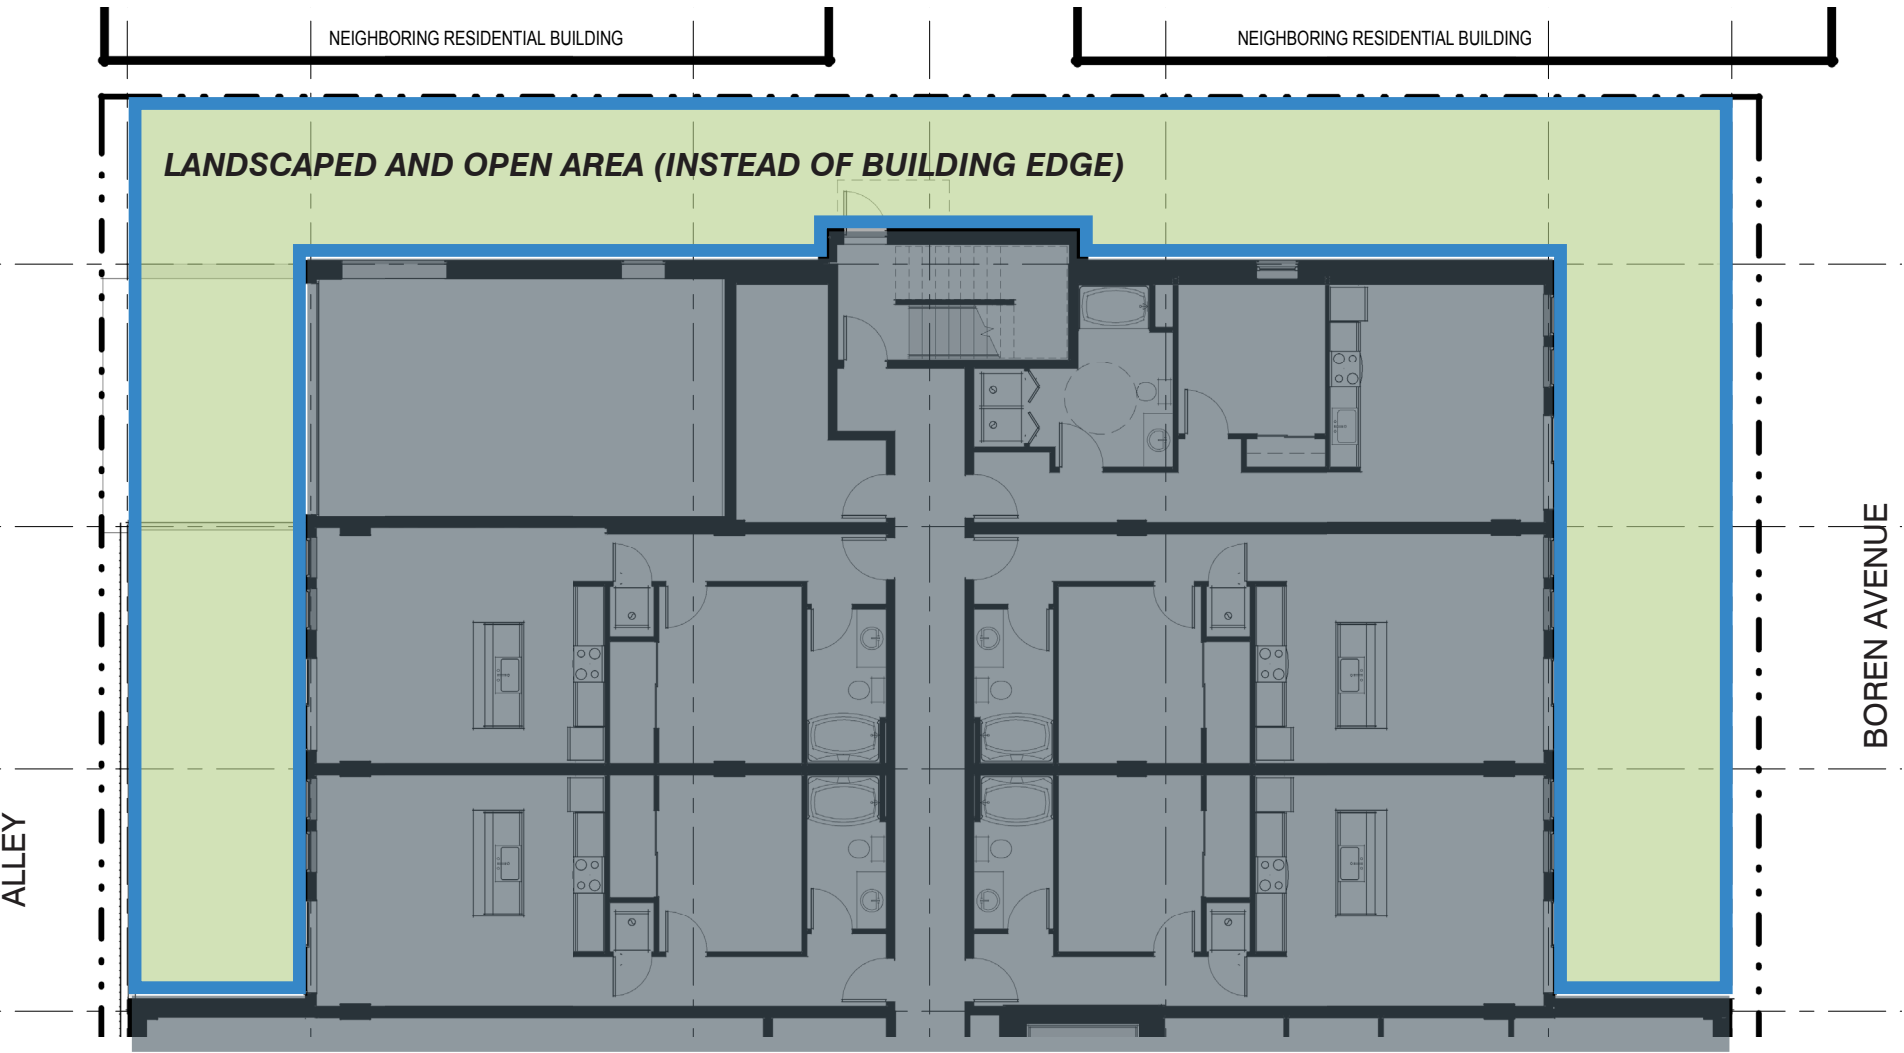 NEIGHBORING RESIDENTIAL BUILDING
NEIGHBORING RESIDENTIAL BUILDING
LANDSCAPED AND OPEN AREA (INSTEAD OF BUILDING EDGE)
BOREN AVENUE
ALLEY